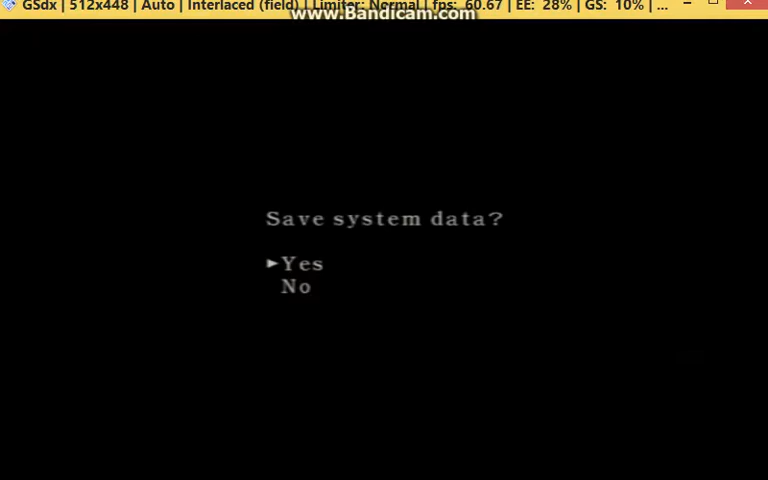 GSdx | 512x448 | Auto | Interlaced (field) | Limiter: Normal | fps: 60.67 | EE: 28% | GS: 10% | ...
www.Bandicam.com
Save system data?
►Yes
No